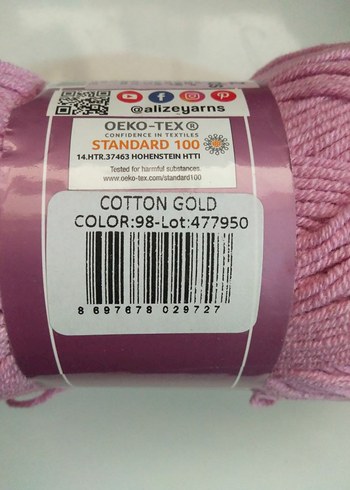 @alizeyarns
OEKO-TEX®
CONFIDENCE IN TEXTILES
STANDARD 100
14.HTR.37463 HOHENSTEIN HTTI
Tested for harmful substances.
www.oeko-tex.com/standard100
COTTON GOLD
COLOR:98-Lot:477950
8 697678 029727